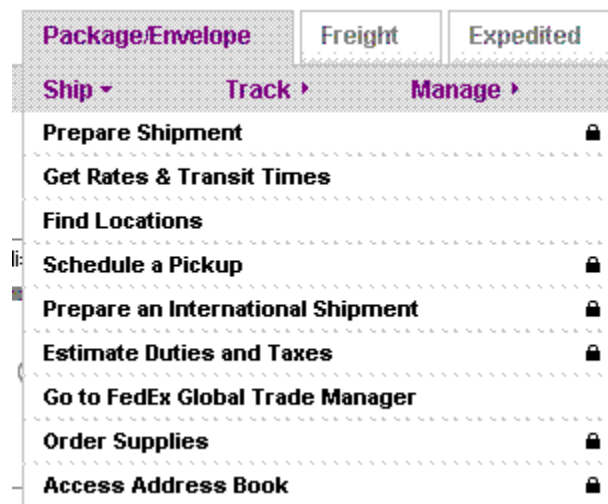 Package/Envelope Freight Expedited
Ship Track Manage
Prepare Shipment
Get Rates & Transit Times
Find Locations
Schedule a Pickup
Prepare an International Shipment
Estimate Duties and Taxes
Go to FedEx Global Trade Manager
Order Supplies
Access Address Book